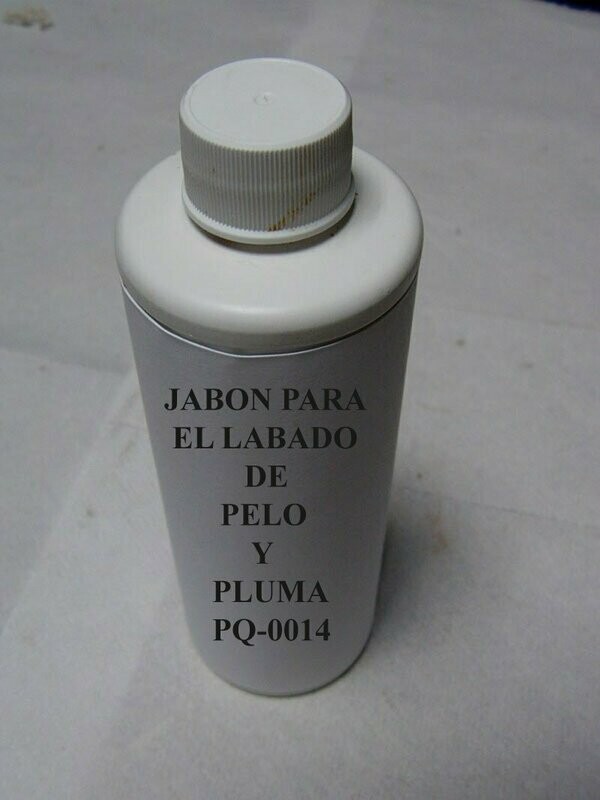 JABON PARA
EL LABADO
DE
PELO
Y
PLUMA
PQ-0014